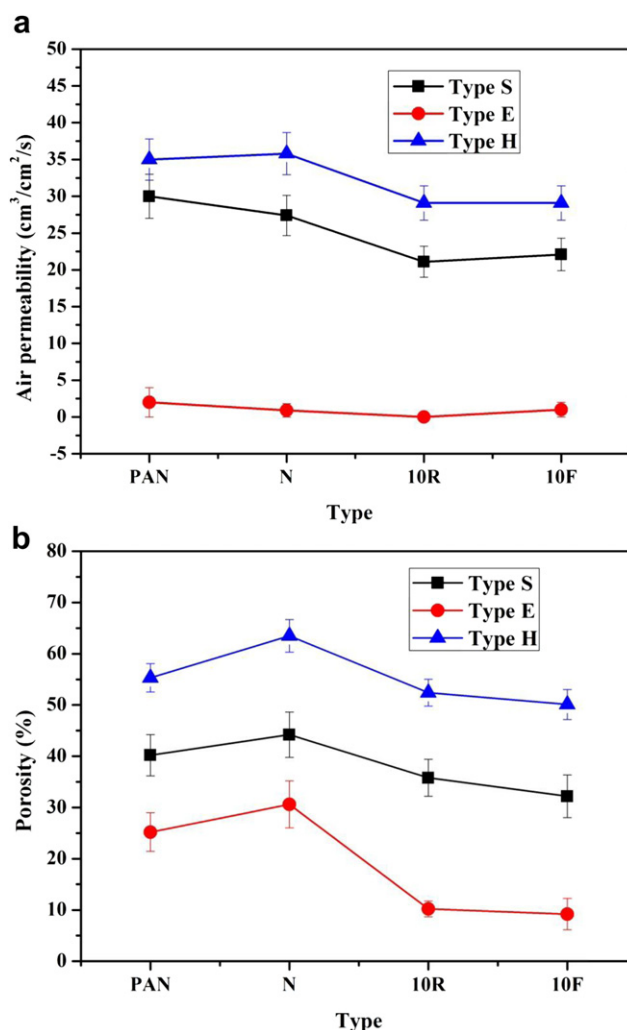 a
50
45
40
35
30
25
20
15
10
5
0
-5
Air permeability (cm³/cm²/s)
Type S
Type E
Type H
PAN N 10R 10F
Type
b
80
70
60
50
40
30
20
10
0
Porosity (%)
Type S
Type E
Type H
PAN N 10R 10F
Type